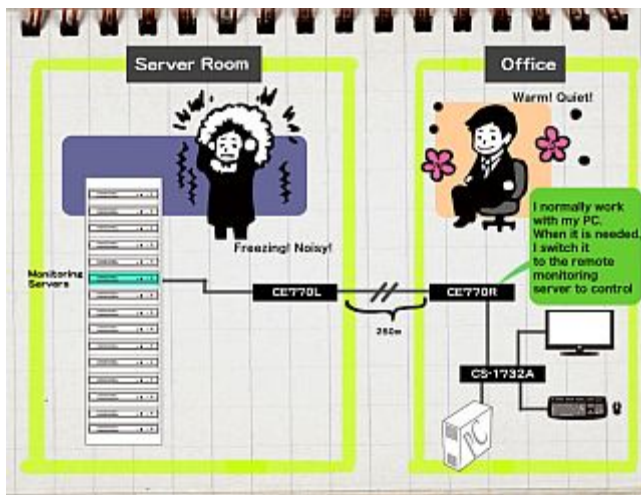 Server Room
Office
Warm! Quiet!
Freezing! Noisy!
I normally work
with my PC.
When it is needed,
I switch it
to the remote
monitoring
server to control
Monitoring
Servers
CE770L
CE770R
250m
CS-1732A
PC